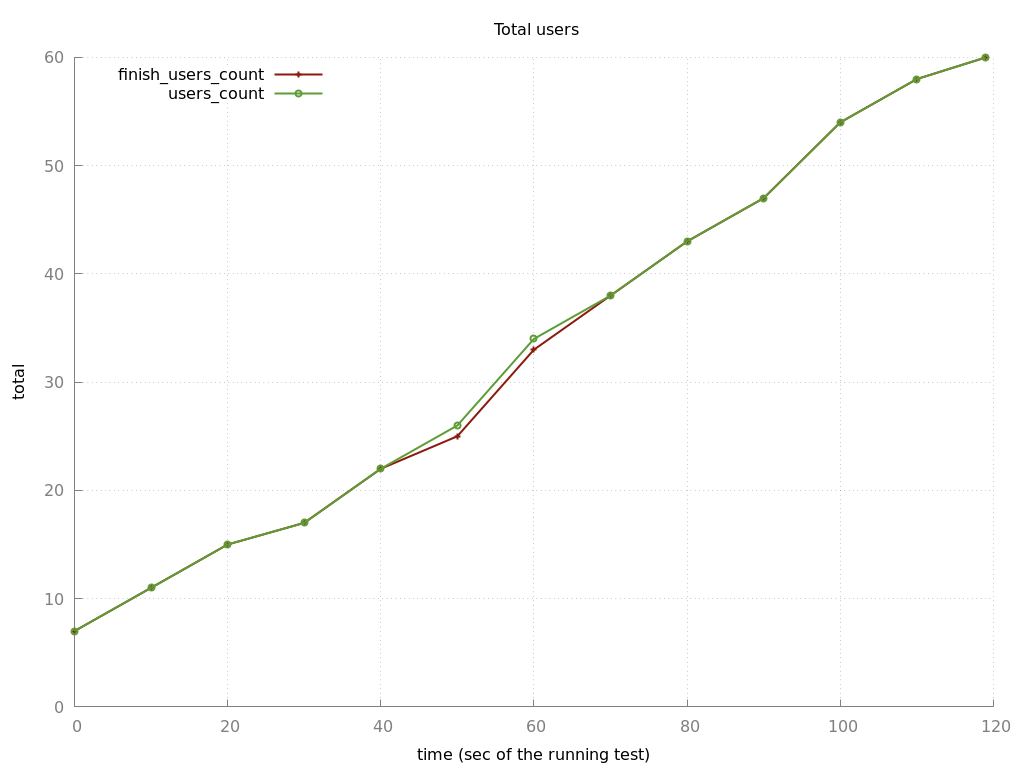 Total users
finish_users_count
users_count
60
50
40
30
20
10
0
total
0 20 40 60 80 100 120
time (sec of the running test)